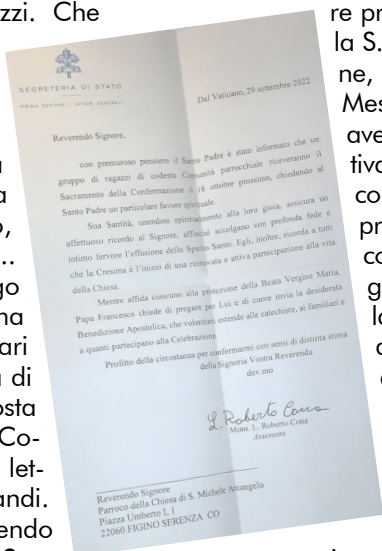 zzi. Che
go
na
ari
di
osta
Co-
let-
andi.
endo
SEGRETERIA DI STATO
PRIMA SEZIONE - AFFARI GENERALI
Dal Vaticano, 29 settembre 2022
Reverendo Signore,
con premuroso pensiero il Santo Padre è stato informato che un
gruppo di ragazzi di codesta Comunità parrocchiale riceveranno il
Sacramento della Confermazione il 16 ottobre prossimo, chiedendo al
Santo Padre un particolare favore spirituale.
Sua Santità, unendosi spiritualmente alla loro gioia, assicura un
affettuoso ricordo al Signore, affinché accolgano con profonda fede e
intimo fervore l'effusione dello Spirito Santo. Egli, inoltre, ricorda a tutti
che la Cresima è l'inizio di una rinnovata e attiva partecipazione alla vita
della Chiesa.
Mentre affida ciascuno alla protezione della Beata Vergine Maria,
Papa Francesco chiede di pregare per Lui e di cuore invia la desiderata
Benedizione Apostolica, che volentieri estende alle catechiste, ai familiari e
a quanti partecipano alla Celebrazione.
Profitto della circostanza per confermarmi con sensi di distinta stima
della Signoria Vostra Reverenda
dev.mo
L. Roberto Cona
Mons. L. Roberto Cona
Assessore
Reverendo Signore
Parroco della Chiesa di S. Michele Arcangelo
Piazza Umberto I, 1
22060 FIGINO SERENZA CO
re pr
la S.
ne,
Mes
ave
tiva
co
pr
co
g